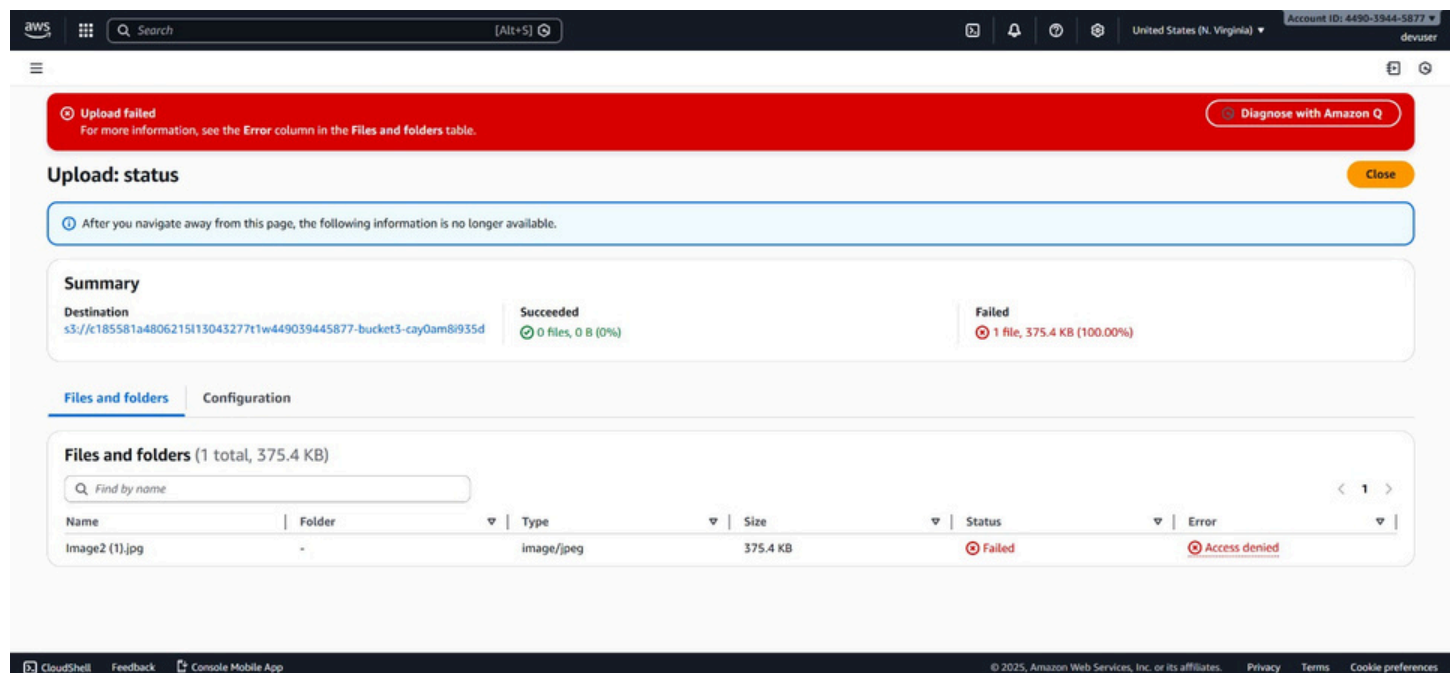 aws
Search
[Alt+S]
United States (N. Virginia)
Account ID: 4490-3944-5877
devuser
Upload failed
For more information, see the Error column in the Files and folders table.
Diagnose with Amazon Q
Upload: status
Close
After you navigate away from this page, the following information is no longer available.
Summary
Destination
Succeeded
Failed
s3://c185581a4806215l13043277t1w449039445877-bucket3-cay0am8i935d
0 files, 0 B (0%)
1 file, 375.4 KB (100.00%)
Files and folders
Configuration
Files and folders (1 total, 375.4 KB)
Find by name
1
Name Folder Type Size Status Error
Image2 (1).jpg - image/jpeg 375.4 KB Failed Access denied
CloudShell Feedback Console Mobile App © 2025, Amazon Web Services, Inc. or its affiliates. Privacy Terms Cookie preferences